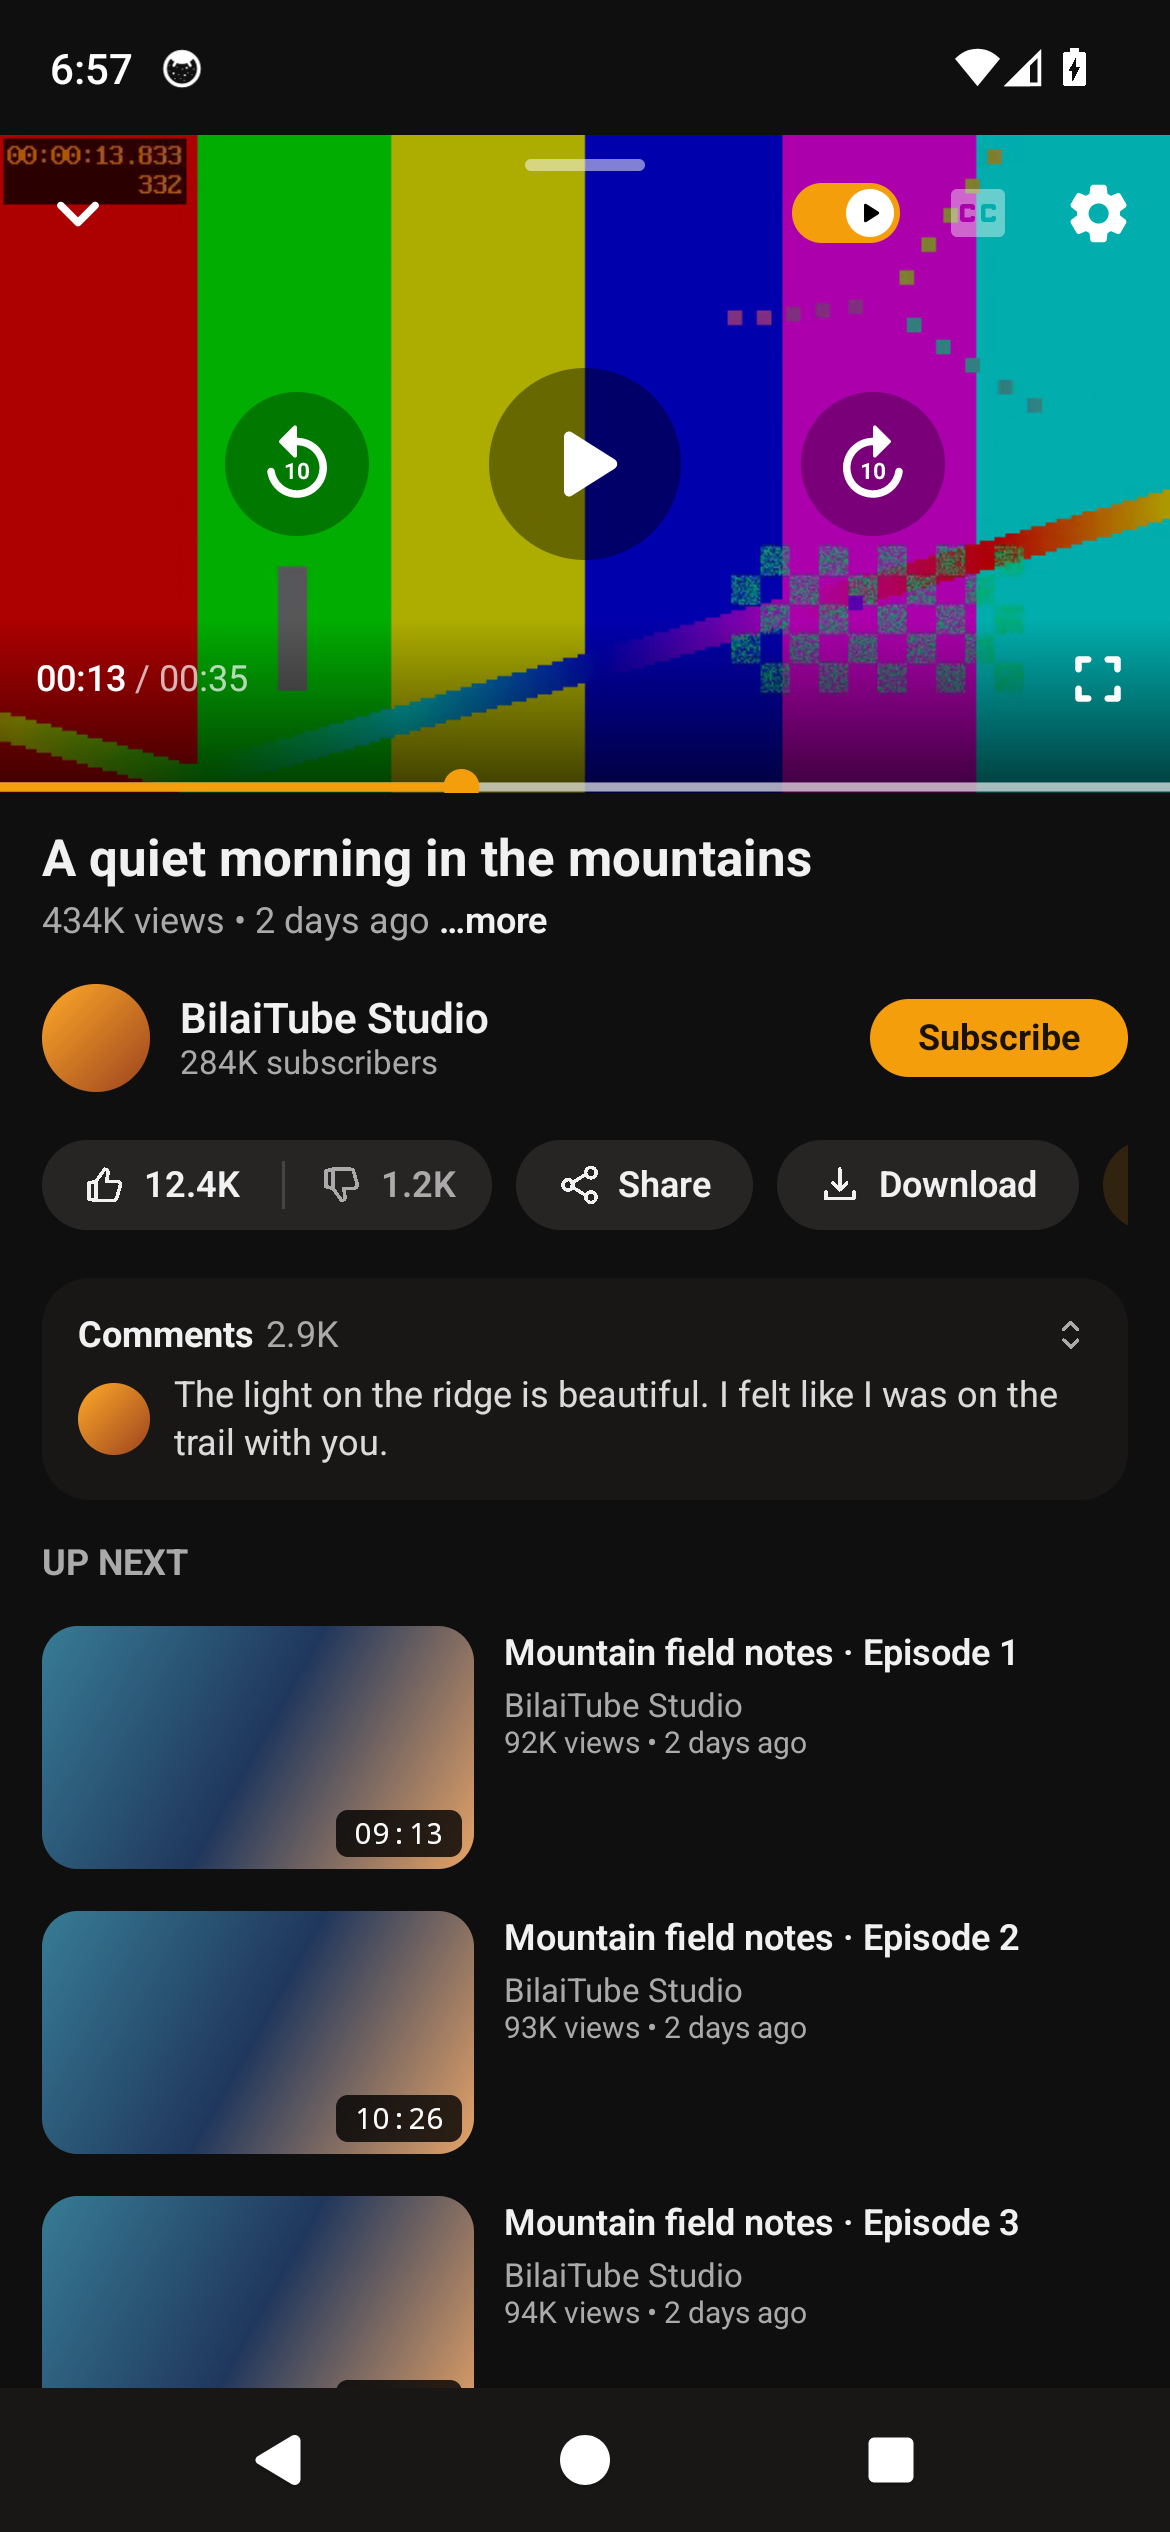 6:57
00:00:13.833
332
CC
10
10
00:13 / 00:35
A quiet morning in the mountains
434K views • 2 days ago ...more
BilaiTube Studio
284K subscribers
Subscribe
12.4K
1.2K
Share
Download
Comments 2.9K
The light on the ridge is beautiful. I felt like I was on the
trail with you.
UP NEXT
Mountain field notes · Episode 1
BilaiTube Studio
92K views • 2 days ago
09:13
Mountain field notes · Episode 2
BilaiTube Studio
93K views • 2 days ago
10:26
Mountain field notes · Episode 3
BilaiTube Studio
94K views • 2 days ago